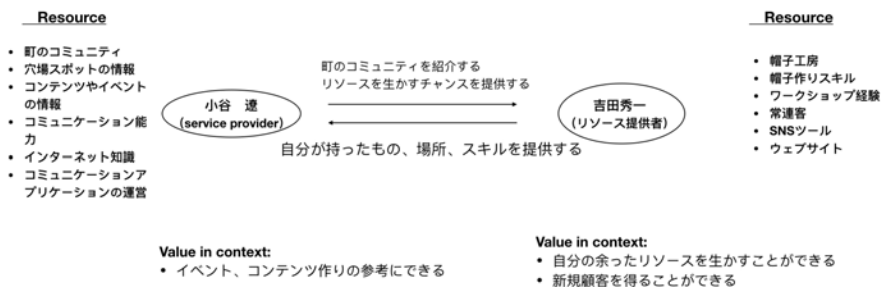 Resource
• 町のコミュニティ
• 穴場スポットの情報
• コンテンツやイベント
の情報
• コミュニケーション能
力
• インターネット知識
• コミュニケーションア
プリケーションの運営
小谷　遼
（service provider）
町のコミュニティを紹介する
リソースを生かすチャンスを提供する
自分が持ったもの、場所、スキルを提供する
吉田秀一
（リソース提供者）
Resource
• 帽子工房
• 帽子作りスキル
• ワークショップ経験
• 常連客
• SNSツール
• ウェブサイト
Value in context:
• イベント、コンテンツ作りの参考にできる
Value in context:
• 自分の余ったリソースを生かすことができる
• 新規顧客を得ることができる